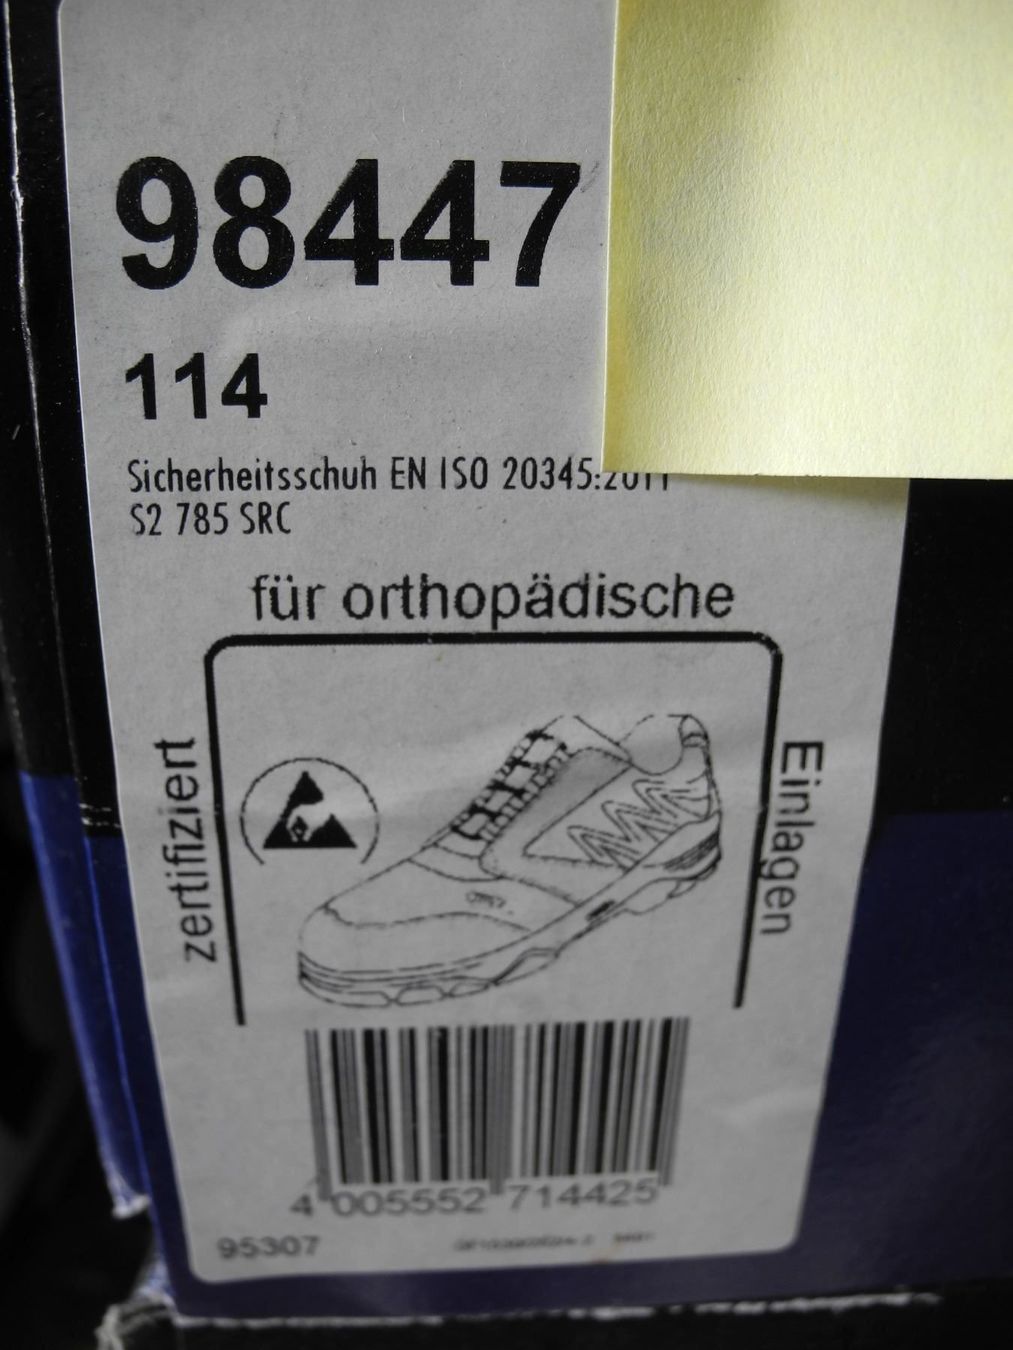 98447
114
Sicherheitsschuh EN ISO 20345:2011
S2 785 SRC
für orthopädische
zertifiziert
Einlagen
4 005552 714425
95307